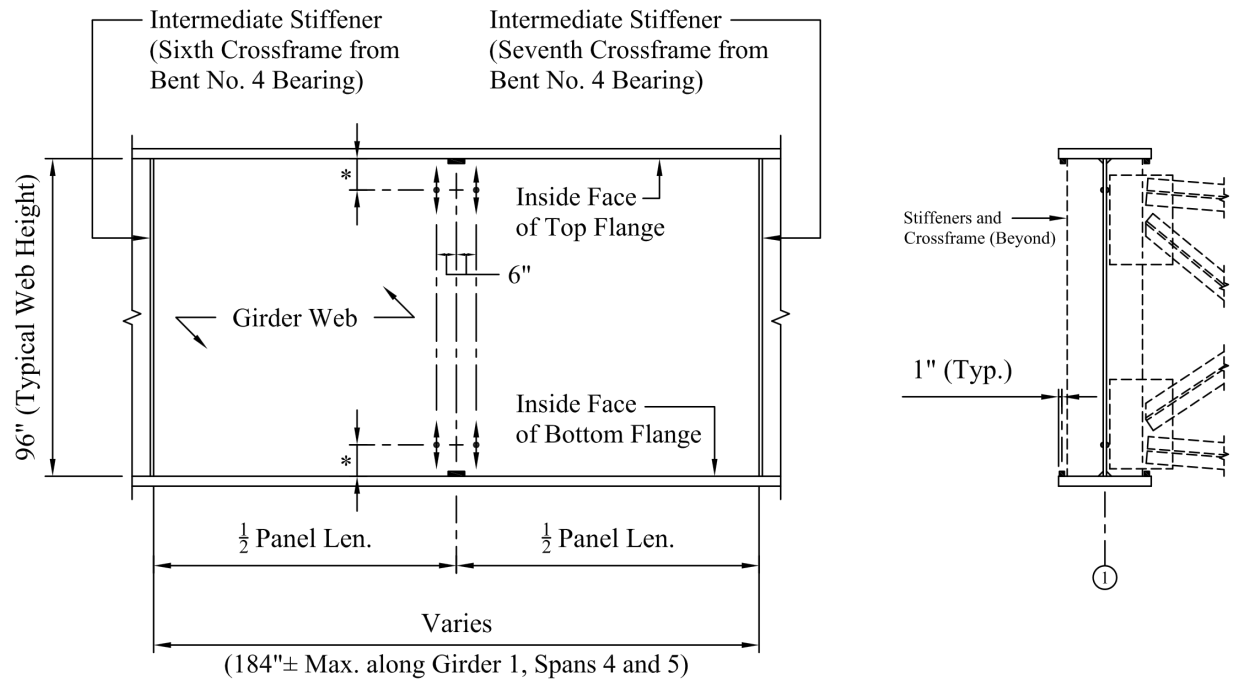 Intermediate Stiffener
(Sixth Crossframe from
Bent No. 4 Bearing)
Intermediate Stiffener
(Seventh Crossframe from
Bent No. 4 Bearing)
96" (Typical Web Height)
*
Inside Face
of Top Flange
6"
Girder Web
Inside Face
of Bottom Flange
*
½ Panel Len.
½ Panel Len.
Varies
(184"± Max. along Girder 1, Spans 4 and 5)
Stiffeners and
Crossframe (Beyond)
1" (Typ.)
1